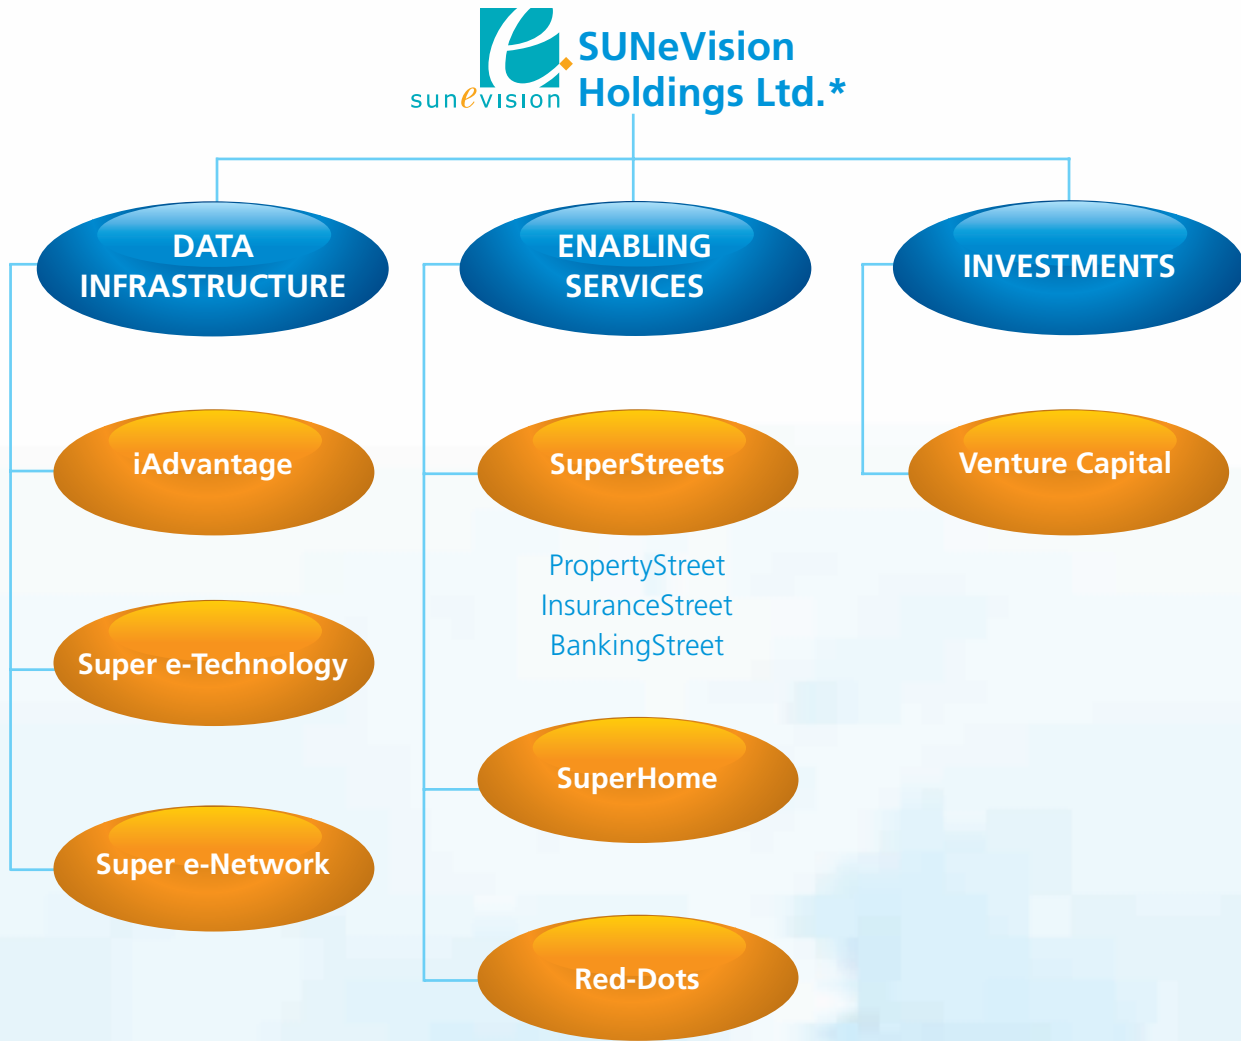 sunevision
SUNeVision
Holdings Ltd.*
DATA
INFRASTRUCTURE
ENABLING
SERVICES
INVESTMENTS
iAdvantage
SuperStreets
Venture Capital
PropertyStreet
InsuranceStreet
BankingStreet
Super e-Technology
SuperHome
Super e-Network
Red-Dots